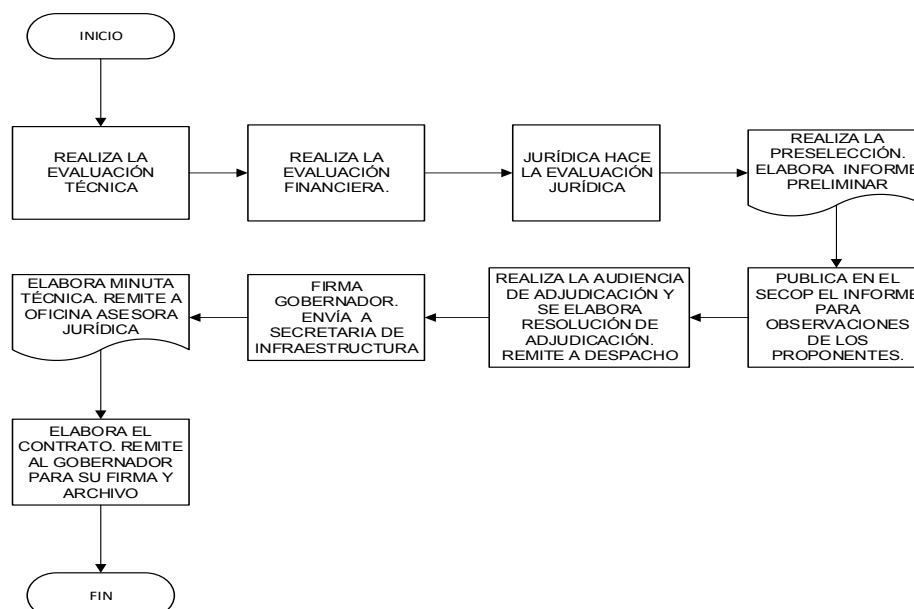 INICIO
REALIZA LA
EVALUACIÓN
TÉCNICA
REALIZA LA
EVALUACIÓN
FINANCIERA.
JURÍDICA HACE
LA EVALUACIÓN
JURÍDICA
REALIZA LA
PRESELECCIÓN.
ELABORA INFORME
PRELIMINAR
PUBLICA EN EL
SECOP EL INFORME
PARA
OBSERVACIONES
DE LOS
PROPONENTES.
REALIZA LA AUDIENCIA
DE ADJUDICACIÓN Y
SE ELABORA
RESOLUCIÓN DE
ADJUDICACIÓN.
REMITE A DESPACHO
FIRMA
GOBERNADOR.
ENVÍA A
SECRETARIA DE
INFRAESTRUCTURA
ELABORA MINUTA
TÉCNICA. REMITE A
OFICINA ASESORA
JURÍDICA
ELABORA EL
CONTRATO. REMITE
AL GOBERNADOR
PARA SU FIRMA Y
ARCHIVO
FIN